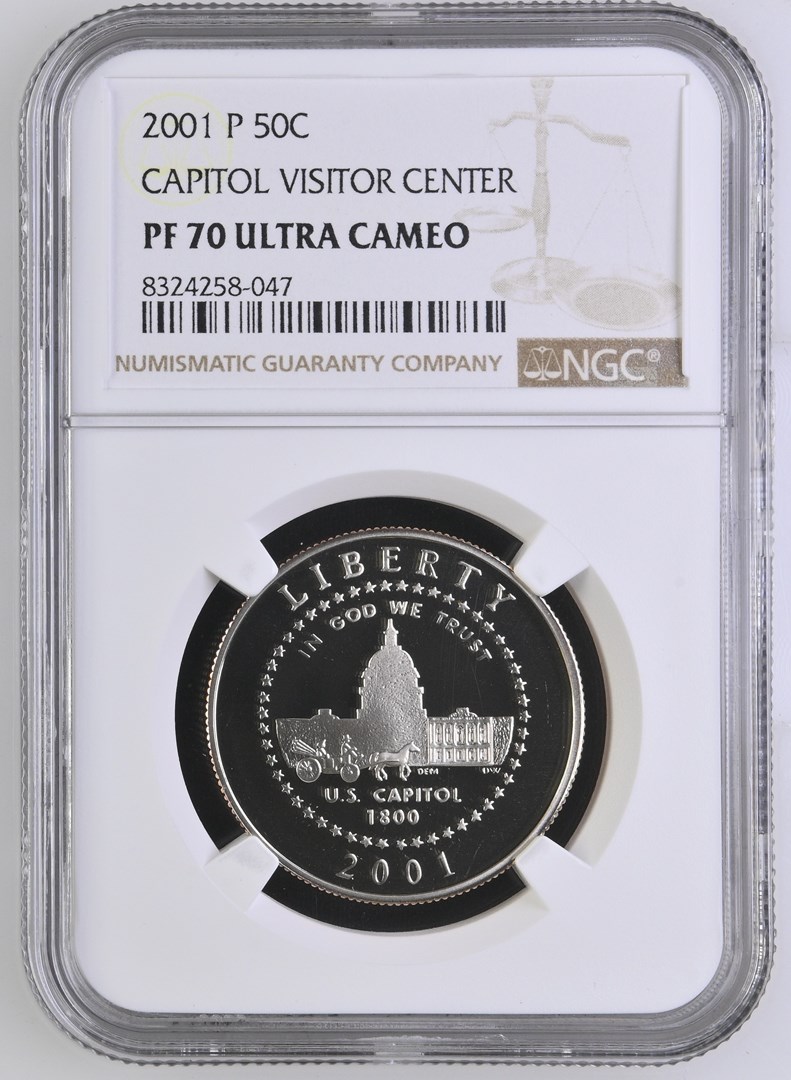 2001 P 50C
CAPITOL VISITOR CENTER
PF 70 ULTRA CAMEO
8324258-047
NUMISMATIC GUARANTY COMPANY
NGC®
LIBERTY
IN GOD WE TRUST
DEM DW
U.S. CAPITOL
1800
2001